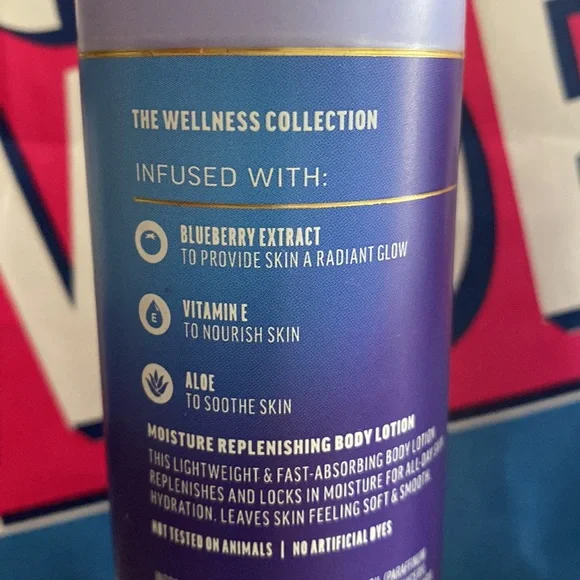 THE WELLNESS COLLECTION
INFUSED WITH:
BLUEBERRY EXTRACT
TO PROVIDE SKIN A RADIANT GLOW
E
VITAMIN E
TO NOURISH SKIN
ALOE
TO SOOTHE SKIN
MOISTURE REPLENISHING BODY LOTION
THIS LIGHTWEIGHT & FAST-ABSORBING BODY LOTION
REPLENISHES AND LOCKS IN MOISTURE FOR ALL-DAY SKIN
HYDRATION. LEAVES SKIN FEELING SOFT & SMOOTH.
NOT TESTED ON ANIMALS | NO ARTIFICIAL DYES